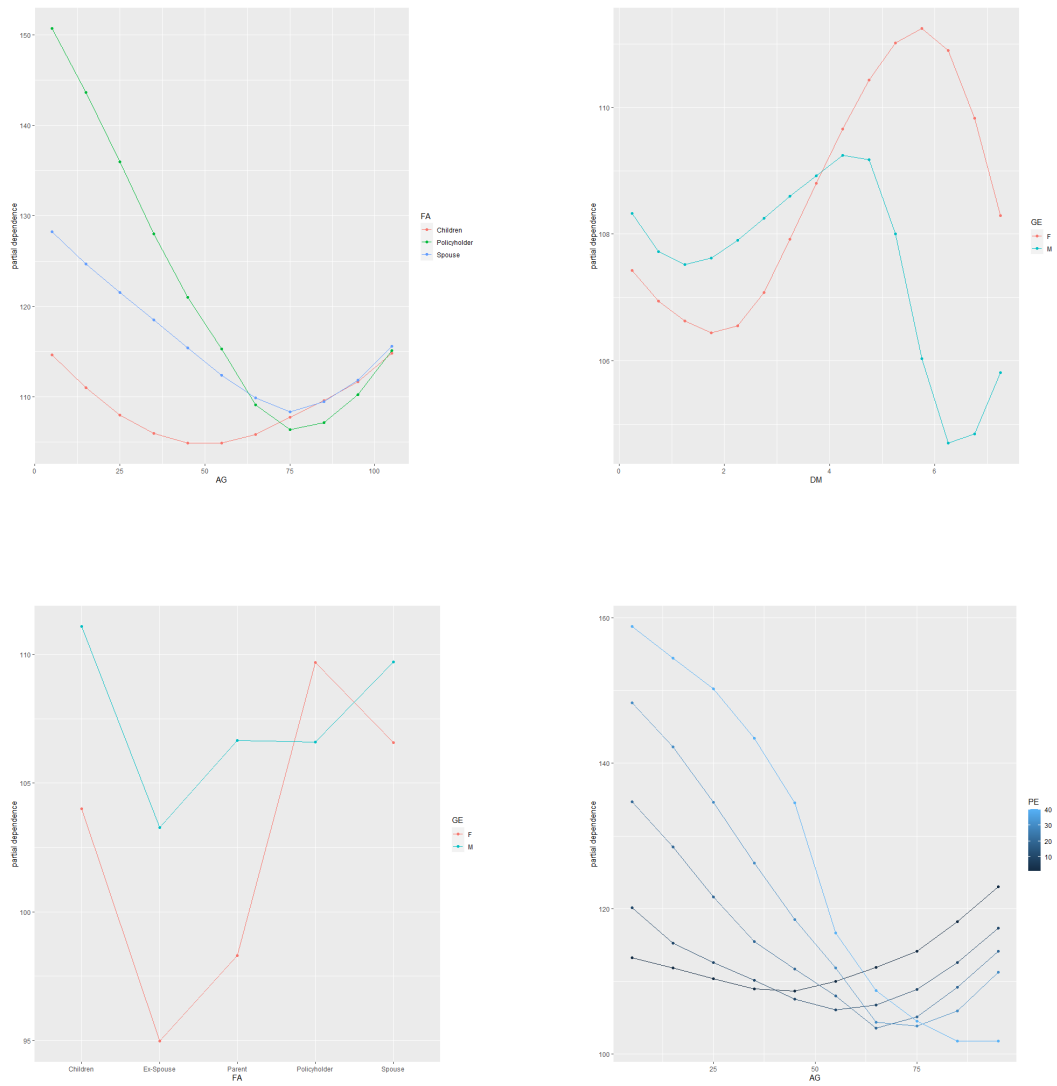 150
140
130
120
110
partial dependence
0
25
50
75
100
AG
FA
Children
Policyholder
Spouse
110
108
106
partial dependence
0
2
4
6
DM
GE
F
M
110
105
100
95
partial dependence
Children
Ex-Spouse
Parent
Policyholder
Spouse
FA
GE
F
M
160
140
120
100
partial dependence
25
50
75
AG
PE
40
30
20
10